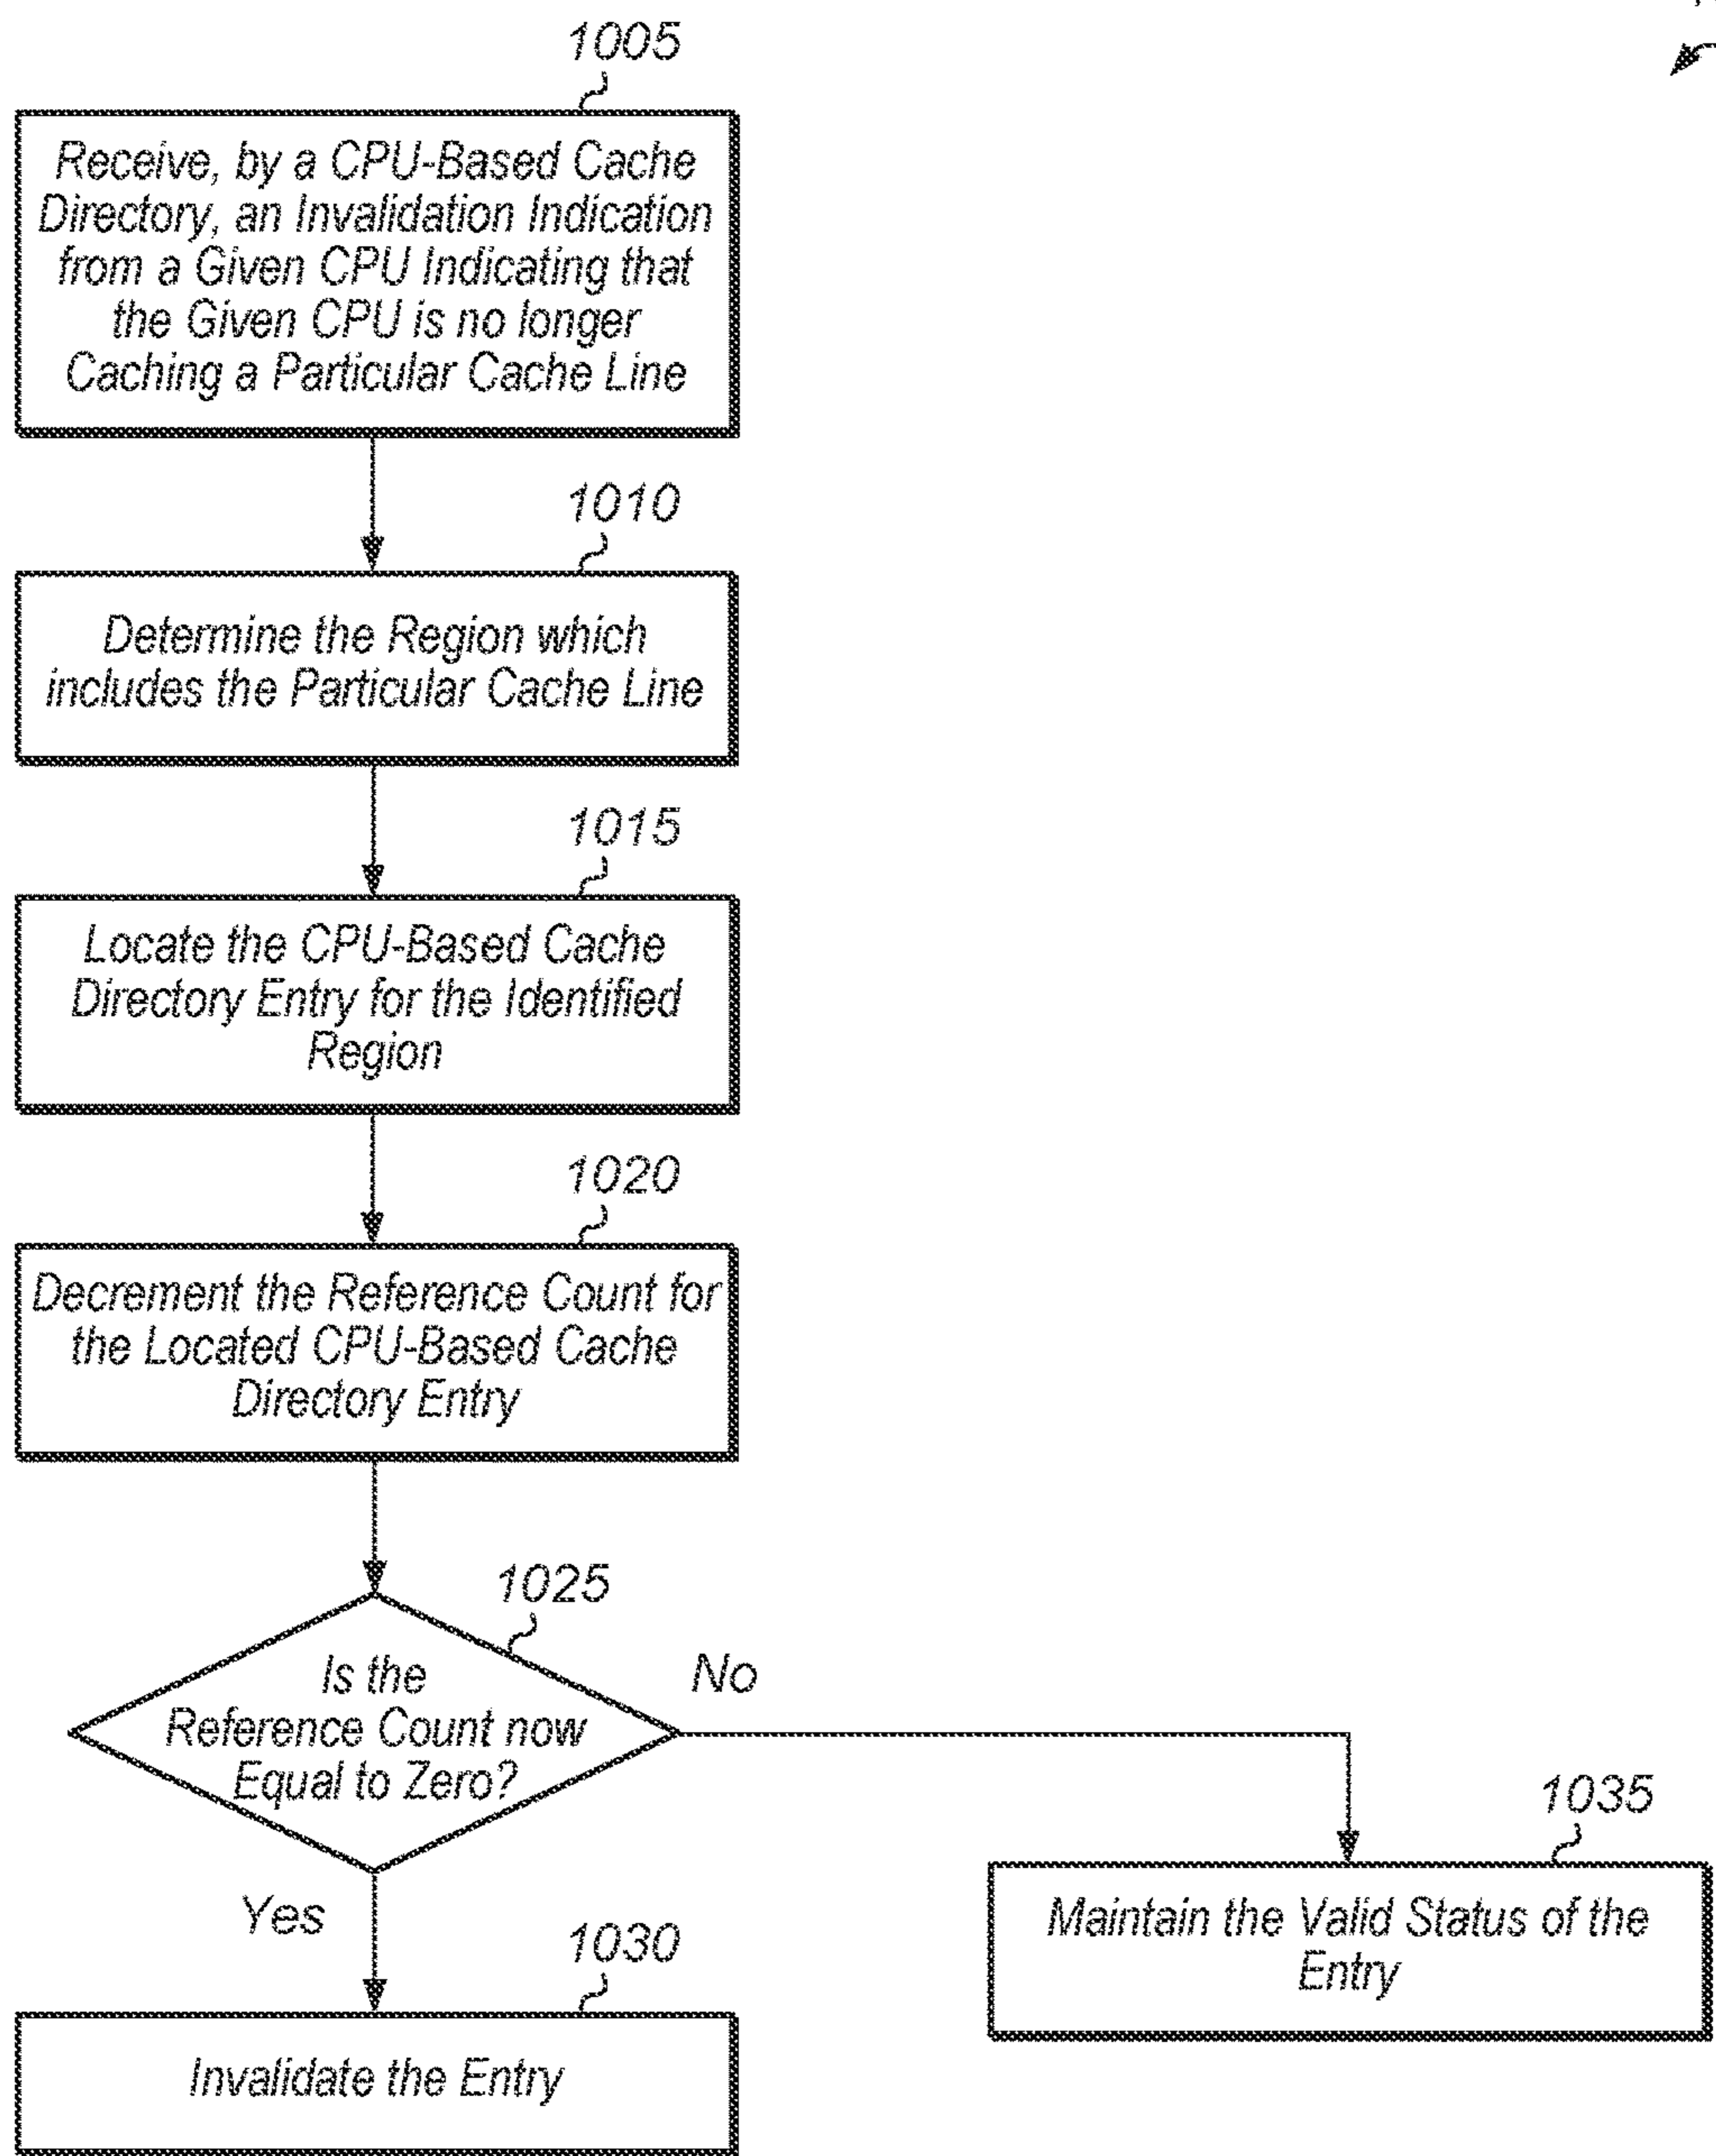 1005
Receive, by a CPU-Based Cache
Directory, an Invalidation Indication
from a Given CPU Indicating that
the Given CPU is no longer
Caching a Particular Cache Line
1010
Determine the Region which
includes the Particular Cache Line
1015
Locate the CPU-Based Cache
Directory Entry for the Identified
Region
1020
Decrement the Reference Count for
the Located CPU-Based Cache
Directory Entry
1025
Is the
Reference Count now
Equal to Zero?
No
Yes
1035
Maintain the Valid Status of the
Entry
1030
Invalidate the Entry